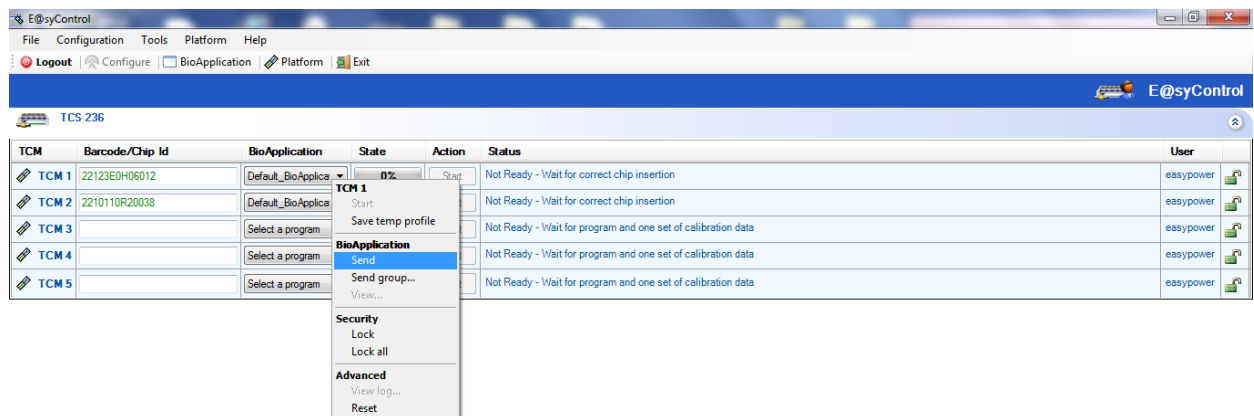 E@syControl
File Configuration Tools Platform Help
Logout Configure BioApplication Platform Exit
E@syControl
TCS 236
TCM Barcode/Chip Id BioApplication State Action Status User
TCM 1 22123E0H06012 Default_BioApplica 0% Start Not Ready - Wait for correct chip insertion easypower
TCM 2 2210110R20038 Default_BioApplica Not Ready - Wait for correct chip insertion easypower
TCM 3 Select a program Not Ready - Wait for program and one set of calibration data easypower
TCM 4 Select a program Not Ready - Wait for program and one set of calibration data easypower
TCM 5 Select a program Not Ready - Wait for program and one set of calibration data easypower
TCM 1
Start
Save temp profile
BioApplication
Send
Send group...
View...
Security
Lock
Lock all
Advanced
View log...
Reset